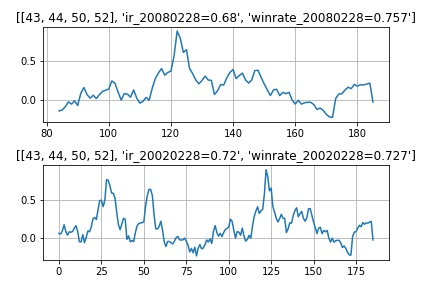 [[43, 44, 50, 52], 'ir_20080228=0.68', 'winrate_20080228=0.757']
0.5
0.0
80 100 120 140 160 180
[[43, 44, 50, 52], 'ir_20020228=0.72', 'winrate_20020228=0.727']
0.5
0.0
0 25 50 75 100 125 150 175